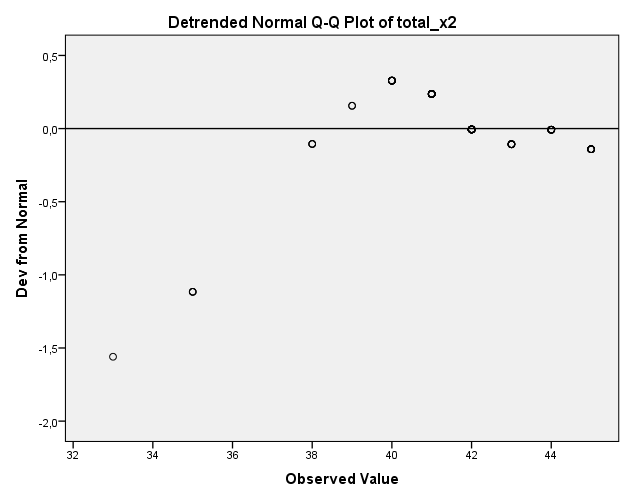 Detrended Normal Q-Q Plot of total_x2
0,5
0,0
-0,5
-1,0
-1,5
-2,0
Dev from Normal
32 34 36 38 40 42 44
Observed Value